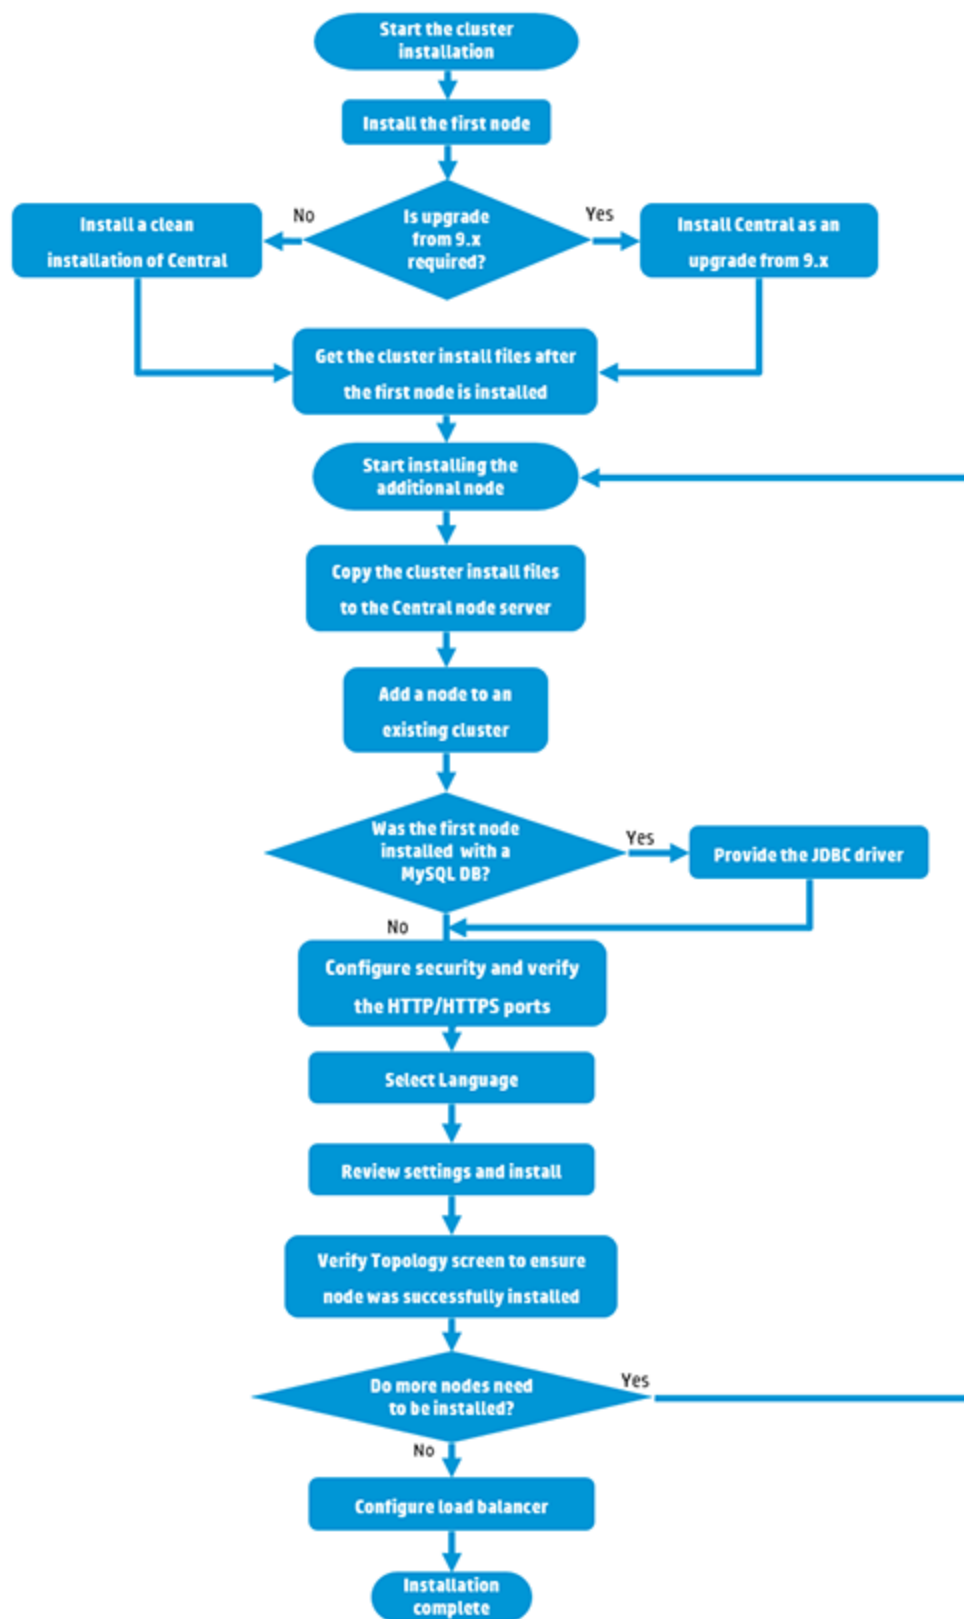 Start the cluster
installation
Install the first node
Is upgrade
from 9.x
required?
No
Yes
Install a clean
installation of Central
Install Central as an
upgrade from 9.x
Get the cluster install files after
the first node is installed
Start installing the
additional node
Copy the cluster install files
to the Central node server
Add a node to an
existing cluster
Was the first node
installed with a
MySQL DB?
Yes
Provide the JDBC driver
No
Configure security and verify
the HTTP/HTTPS ports
Select Language
Review settings and install
Verify Topology screen to ensure
node was successfully installed
Do more nodes need
to be installed?
Yes
No
Configure load balancer
Installation
complete